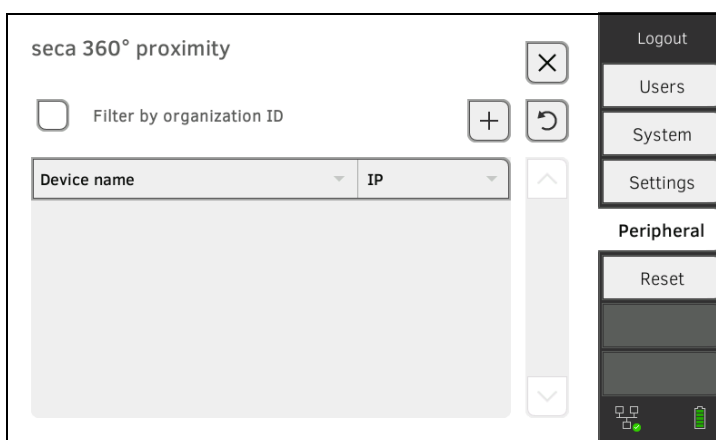 seca 360° proximity
Filter by organization ID
Device name
IP
Logout
Users
System
Settings
Peripheral
Reset